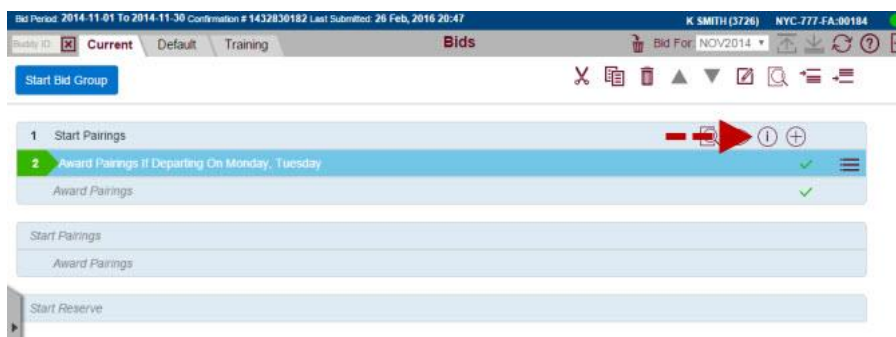 Bid Period: 2014-11-01 To 2014-11-30 Confirmation # 1432830182 Last Submitted: 26 Feb, 2016 20:47 K SMITH (3726) NYC-777-FA:00184
Buddy ID: Current Default Training Bids Bid For: NOV2014
Start Bid Group
1 Start Pairings
2 Award Pairings If Departing On Monday, Tuesday
Award Pairings
Start Pairings
Award Pairings
Start Reserve